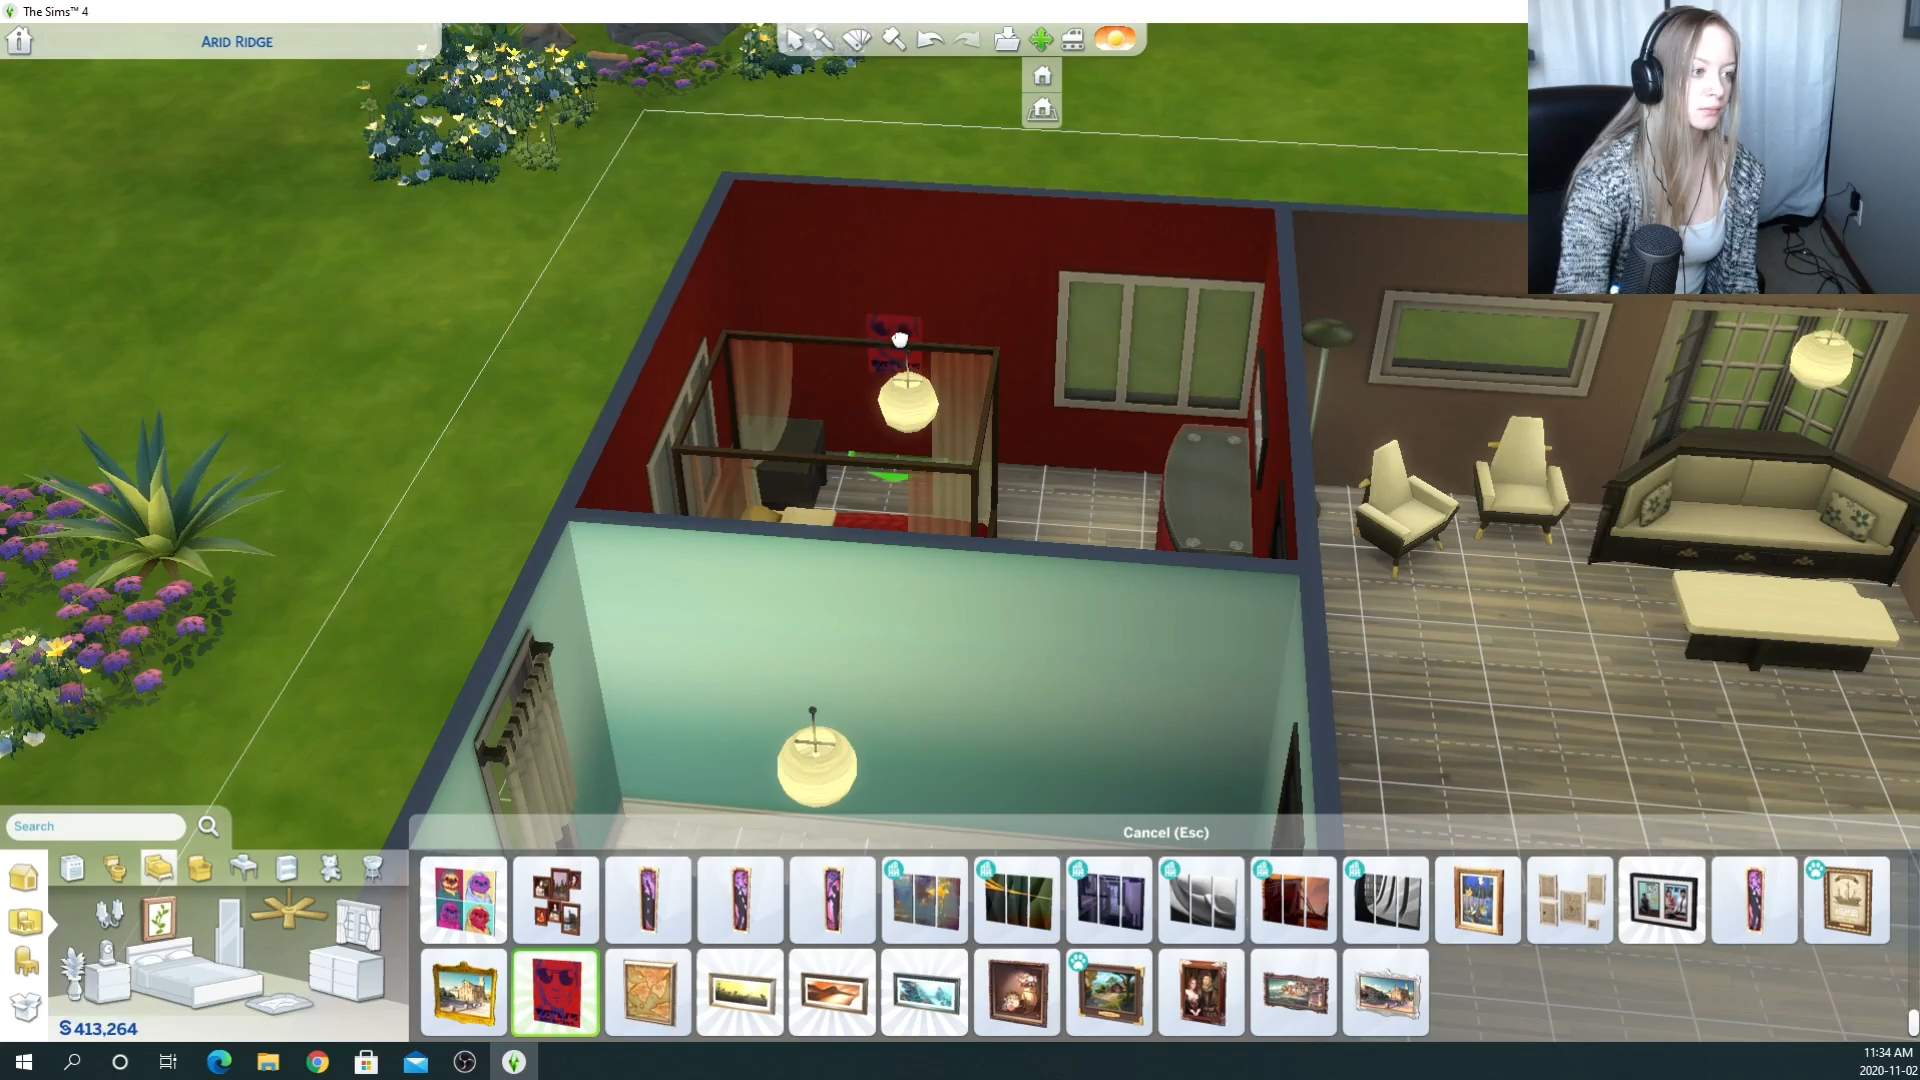 The Sims™ 4
ARID RIDGE
Search
Cancel (Esc)
§413,264
11:34 AM
2020-11-02